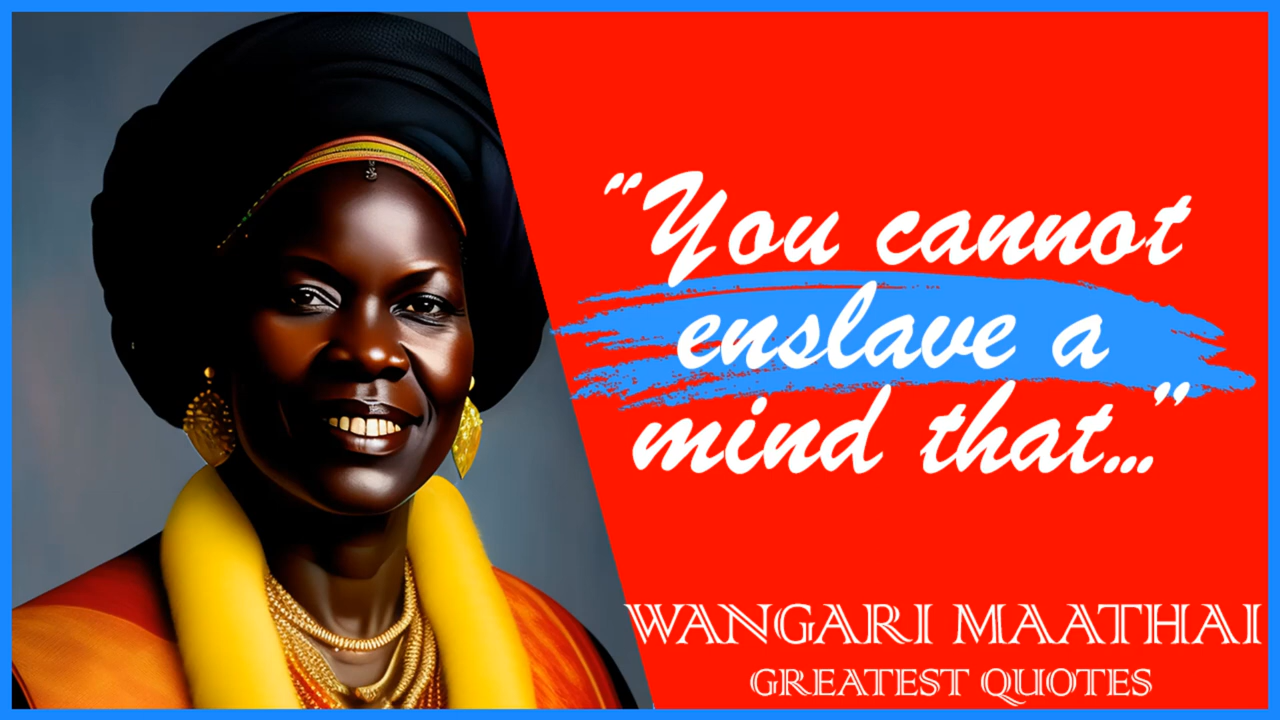 "You cannot
enslave a
mind that..."
WANGARI MAATHAI
GREATEST QUOTES